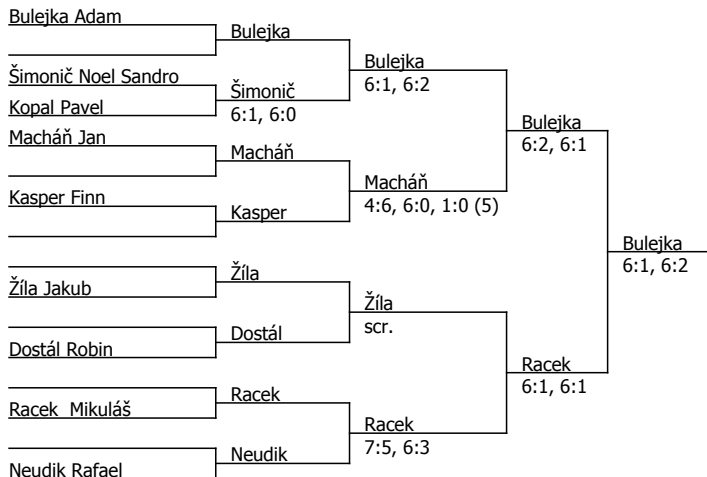 Bulejka Adam
Šimonič Noel Sandro
Kopal Pavel
Macháň Jan
Kasper Finn
Žíla Jakub
Dostál Robin
Racek  Mikuláš
Neudik Rafael
Bulejka
Šimonič
6:1, 6:0
Macháň
Kasper
Žíla
Dostál
Racek
Neudik
Bulejka
6:1, 6:2
Macháň
4:6, 6:0, 1:0 (5)
Žíla
scr.
Racek
7:5, 6:3
Bulejka
6:2, 6:1
Racek
6:1, 6:1
Bulejka
6:1, 6:2